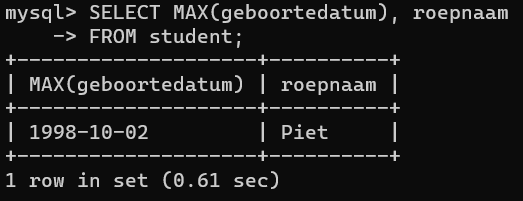 mysql> SELECT MAX(geboortedatum), roepnaam
    -> FROM student;
+--------------------+----------+
| MAX(geboortedatum) | roepnaam |
+--------------------+----------+
| 1998-10-02         | Piet     |
+--------------------+----------+
1 row in set (0.61 sec)